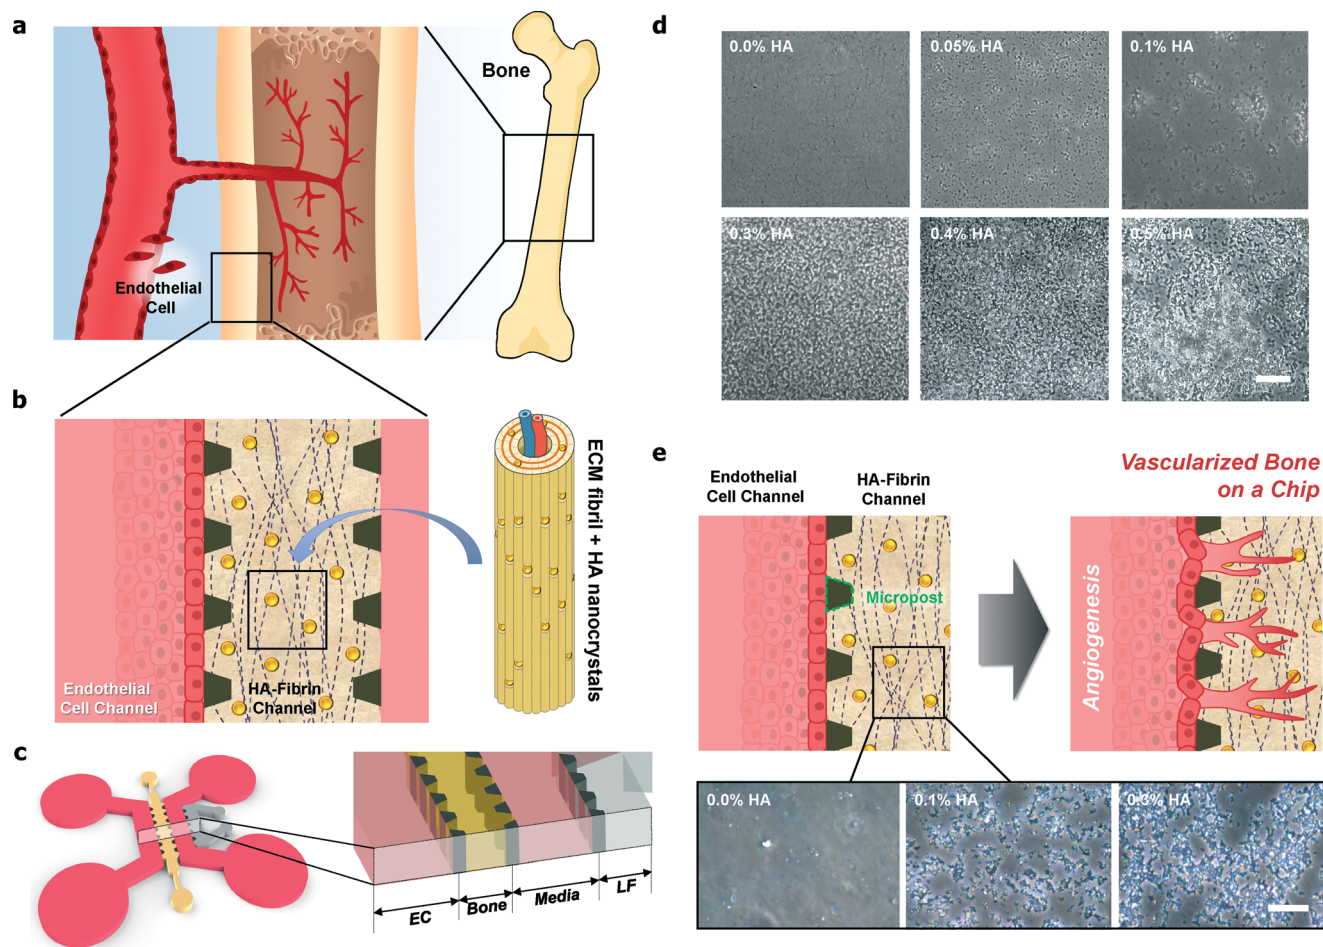 a
Bone
Endothelial
Cell
b
Endothelial
Cell Channel
HA-Fibrin
Channel
ECM fibril + HA nanocrystals
c
EC
Bone
Media
LF
d
0.0% HA
0.05% HA
0.1% HA
0.3% HA
0.4% HA
0.5% HA
e
Endothelial
Cell Channel
HA-Fibrin
Channel
Micropost
Vascularized Bone
on a Chip
Angiogenesis
0.0% HA
0.1% HA
0.3% HA